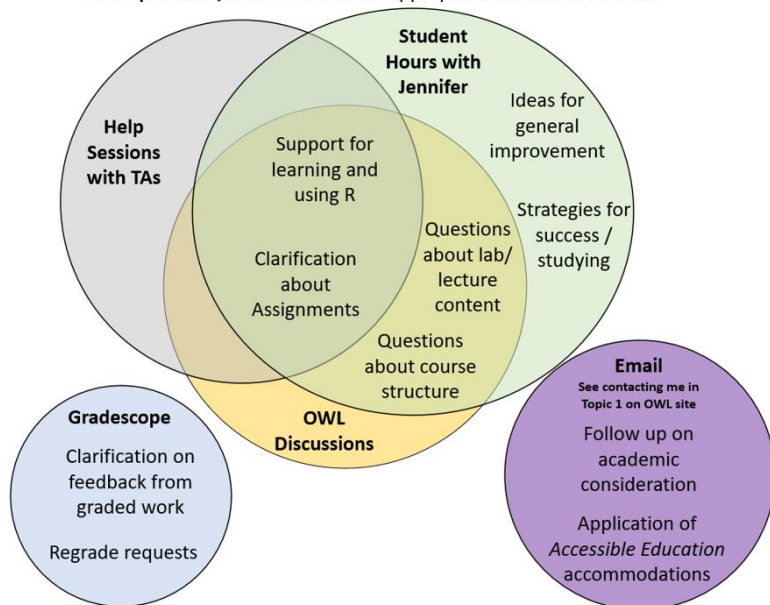 Student
Hours with
Jennifer
Ideas for
general
improvement
Help
Sessions
with TAs
Support for
learning and
using R
Strategies for
success /
studying
Questions
about lab/
lecture
content
Clarification
about
Assignments
Questions
about course
structure
OWL
Discussions
Gradescope
Clarification on
feedback from
graded work
Regrade requests
Email
See contacting me in
Topic 1 on OWL site
Follow up on
academic
consideration
Application of
Accessible Education
accommodations